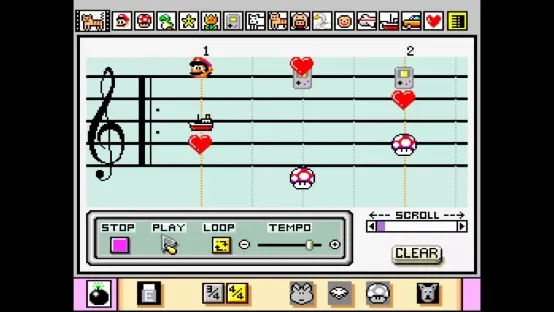 1 2
STOP PLAY LOOP TEMPO
SCROLL
CLEAR
3/4 4/4